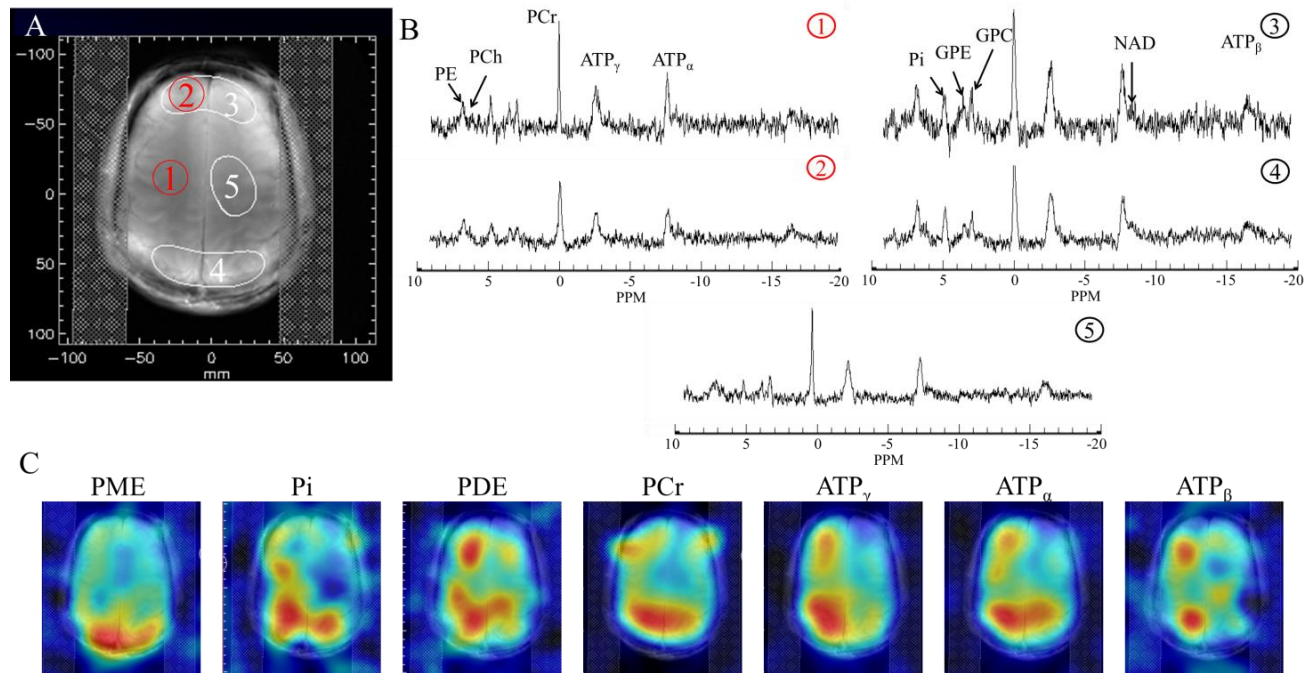 A
-100
-50
0
50
100
2
3
1
5
4
-100
-50
0
50
100
mm
B
PCr
1
PE
PCh
ATPγ
ATPα
2
10
5
0
-5
-10
-15
-20
PPM
3
Pi
GPE
GPC
NAD
ATPβ
4
10
5
0
-5
-10
-15
-20
PPM
5
10
5
0
-5
-10
-15
-20
PPM
C
PME
Pi
PDE
PCr
ATPγ
ATPα
ATPβ